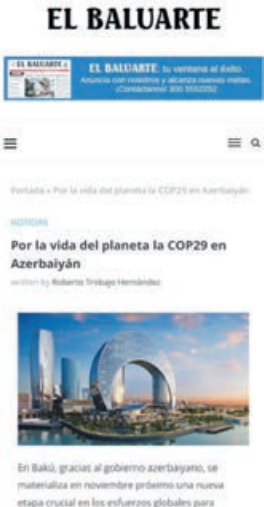 EL BALUARTE
EL BALUARTE
EL BALUARTE: tu ventana al éxito.
Anuncia con nosotros y alcanza nuevas metas.
¡Contáctanos! 300 5552252
Portada » Por la vida del planeta la COP29 en Azerbaiyán
NOTICIAS
Por la vida del planeta la COP29 en
Azerbaiyán
written by Roberto Trobajo Hernández
En Bakú, gracias al gobierno azerbaiyano, se
materializa en noviembre próximo una nueva
etapa crucial en los esfuerzos globales para